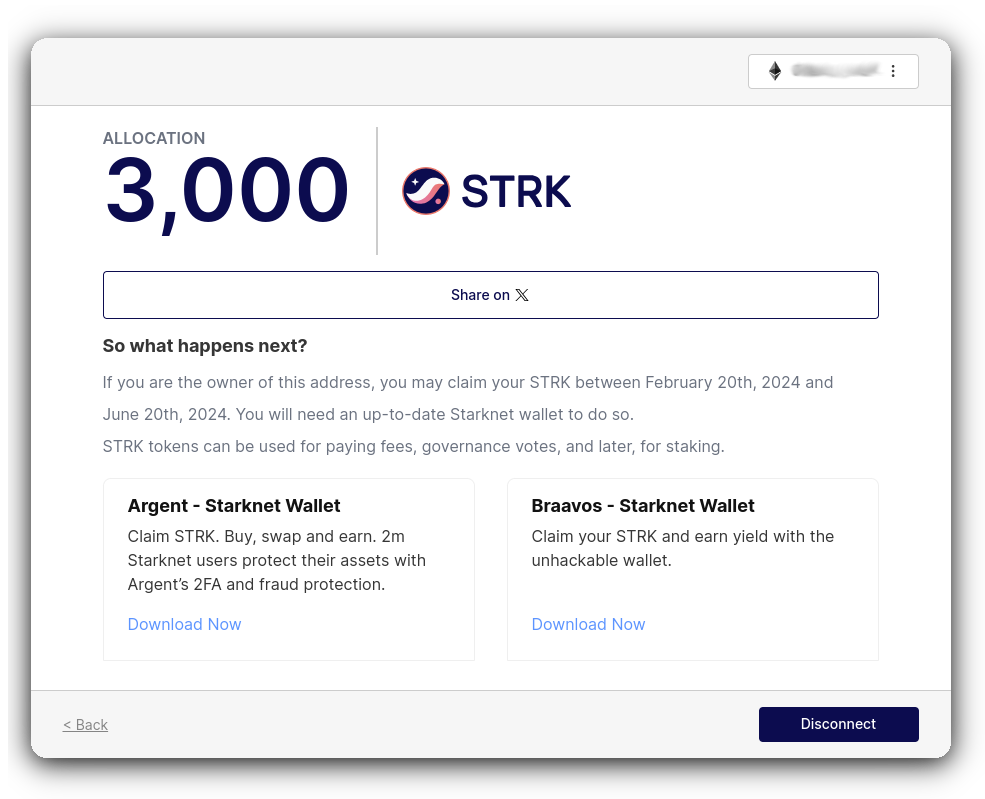 ALLOCATION
3,000
STRK
Share on 𝕏
So what happens next?
If you are the owner of this address, you may claim your STRK between February 20th, 2024 and
June 20th, 2024. You will need an up-to-date Starknet wallet to do so.
STRK tokens can be used for paying fees, governance votes, and later, for staking.
Argent - Starknet Wallet
Claim STRK. Buy, swap and earn. 2m
Starknet users protect their assets with
Argent’s 2FA and fraud protection.
Download Now
Braavos - Starknet Wallet
Claim your STRK and earn yield with the
unhackable wallet.
Download Now
< Back
Disconnect